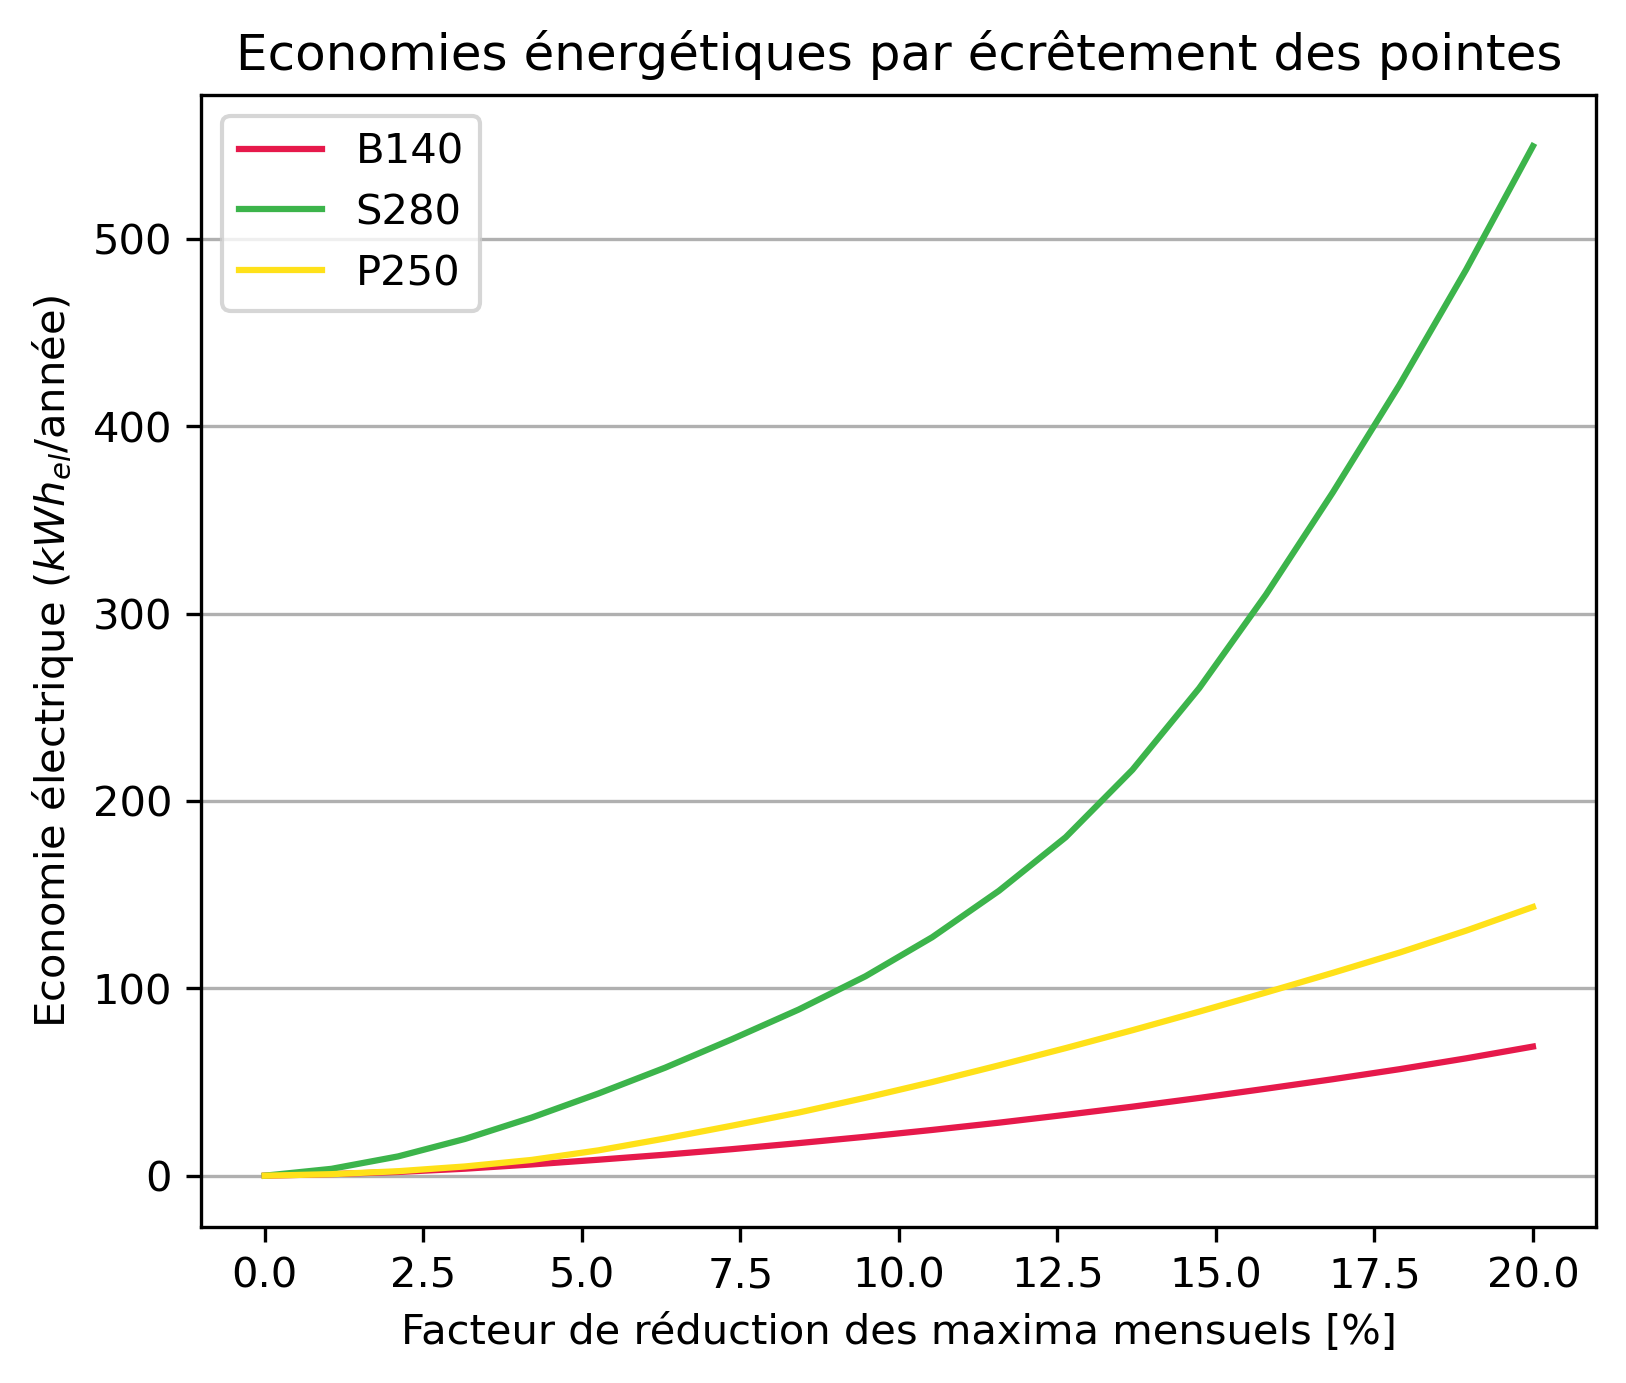 Economies énergétiques par écrêtement des pointes
B140
S280
P250
Economie électrique (kWh_el/année)
500
400
300
200
100
0
0.0 2.5 5.0 7.5 10.0 12.5 15.0 17.5 20.0
Facteur de réduction des maxima mensuels [%]